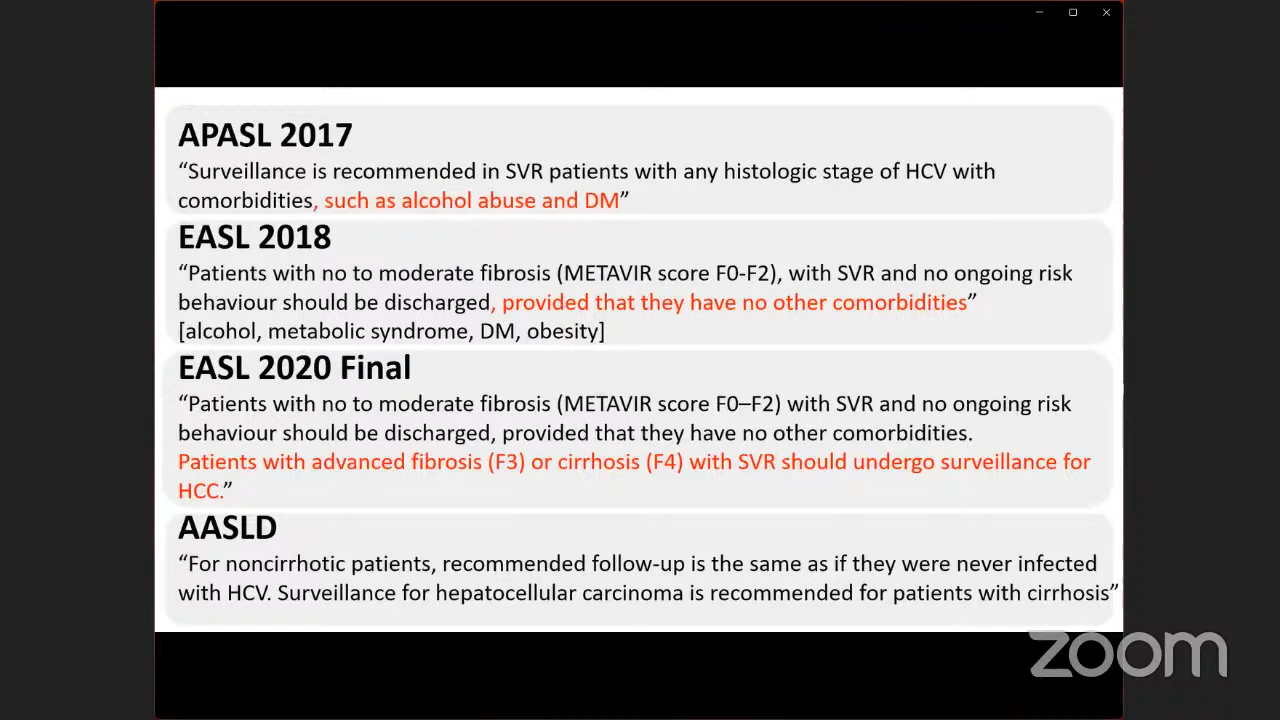 APASL 2017
“Surveillance is recommended in SVR patients with any histologic stage of HCV with
comorbidities, such as alcohol abuse and DM”
EASL 2018
“Patients with no to moderate fibrosis (METAVIR score F0-F2), with SVR and no ongoing risk
behaviour should be discharged, provided that they have no other comorbidities”
[alcohol, metabolic syndrome, DM, obesity]
EASL 2020 Final
“Patients with no to moderate fibrosis (METAVIR score F0–F2) with SVR and no ongoing risk
behaviour should be discharged, provided that they have no other comorbidities.
Patients with advanced fibrosis (F3) or cirrhosis (F4) with SVR should undergo surveillance for
HCC.”
AASLD
“For noncirrhotic patients, recommended follow-up is the same as if they were never infected
with HCV. Surveillance for hepatocellular carcinoma is recommended for patients with cirrhosis”
zoom